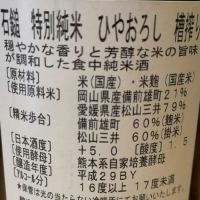 石鎚 特別純米 ひやおろし 槽搾り
穏やかな香りと芳醇な米の旨味
が調和した食中純米酒
[原材料] 米(国産)・米麹(国産米)
[使用原料米] 岡山県産備前雄町21%
愛媛県産松山三井79%
[精米歩合] 備前雄町 60%(麹米)
松山三井 60%(掛米)
[日本酒度] +5.0 [酸度] 1.5
[使用酵母] 熊本系自家培養酵母
[醸造年度] 平成29BY
[アルコール分] 16度以上 17度未満